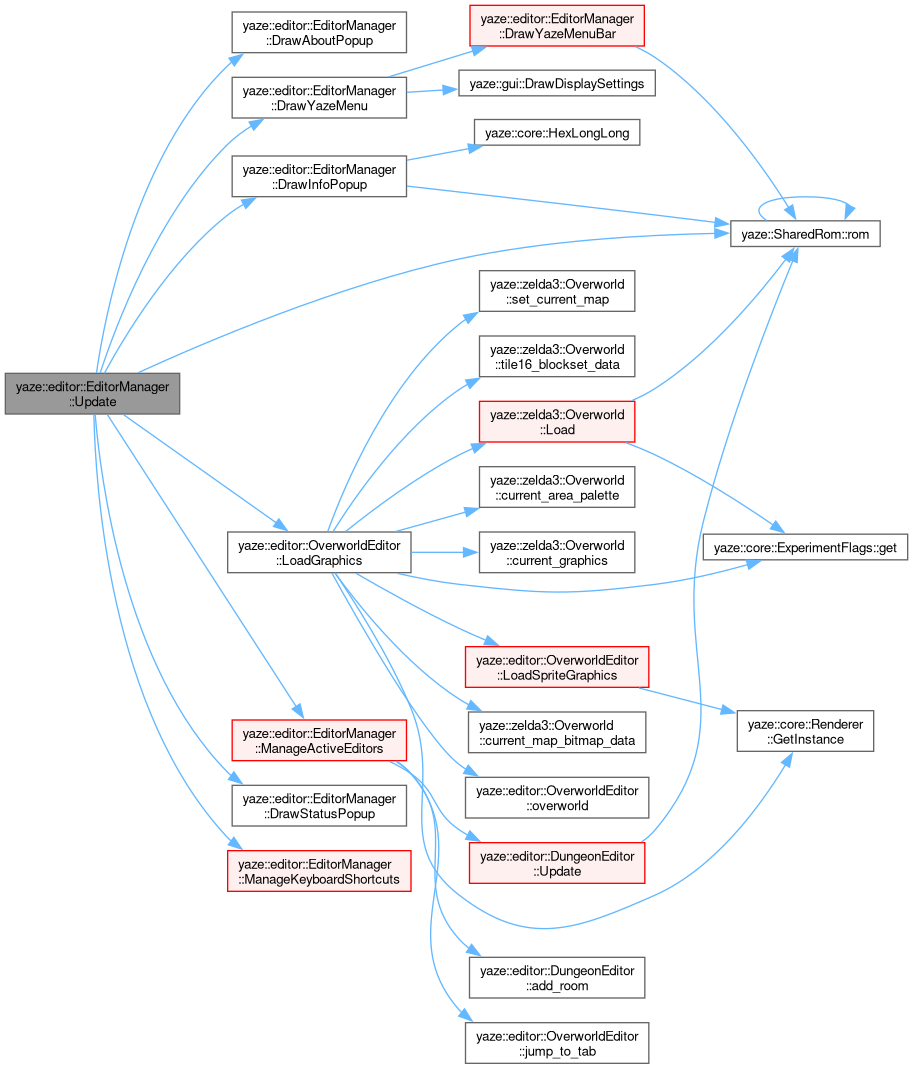 yaze::editor::EditorManager
::Update
yaze::editor::EditorManager
::DrawAboutPopup
yaze::editor::EditorManager
::DrawYazeMenu
yaze::editor::EditorManager
::DrawInfoPopup
yaze::editor::OverworldEditor
::LoadGraphics
yaze::editor::EditorManager
::ManageActiveEditors
yaze::editor::EditorManager
::DrawStatusPopup
yaze::editor::EditorManager
::ManageKeyboardShortcuts
yaze::editor::EditorManager
::DrawYazeMenuBar
yaze::gui::DrawDisplaySettings
yaze::core::HexLongLong
yaze::zelda3::Overworld
::set_current_map
yaze::zelda3::Overworld
::tile16_blockset_data
yaze::zelda3::Overworld
::Load
yaze::zelda3::Overworld
::current_area_palette
yaze::zelda3::Overworld
::current_graphics
yaze::editor::OverworldEditor
::LoadSpriteGraphics
yaze::zelda3::Overworld
::current_map_bitmap_data
yaze::editor::OverworldEditor
::overworld
yaze::editor::DungeonEditor
::Update
yaze::editor::DungeonEditor
::add_room
yaze::editor::OverworldEditor
::jump_to_tab
yaze::SharedRom::rom
yaze::core::ExperimentFlags::get
yaze::core::Renderer
::GetInstance